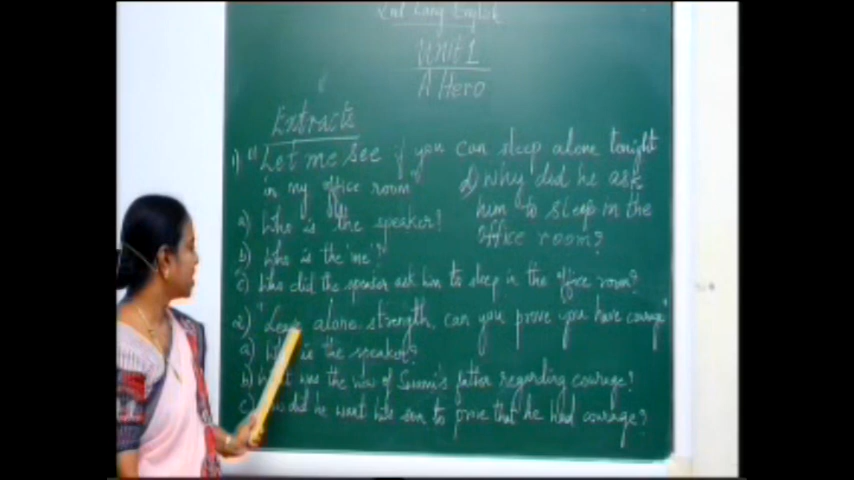 2nd Lang English
Unit 1
A Hero
Extracts
1) "Let me see if you can sleep alone tonight
in my office room"
a) Who is the speaker?
b) Who is the 'me'?
c) Who did the speaker ask him to sleep in the office room?
d) Why did he ask
him to sleep in the
office room?
2) "Leave alone strength, can you prove you have courage"
a) Who is the speaker?
b) What was the view of Swami's father regarding courage?
c) How did he want his son to prove that he had courage?